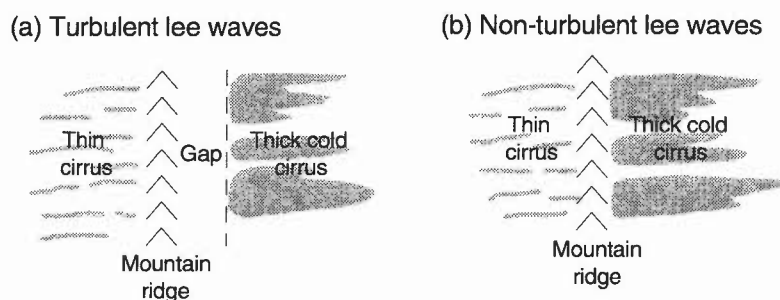 (a) Turbulent lee waves
Thin
cirrus
Gap
Thick cold
cirrus
Mountain
ridge
(b) Non-turbulent lee waves
Thin
cirrus
Thick cold
cirrus
Mountain
ridge